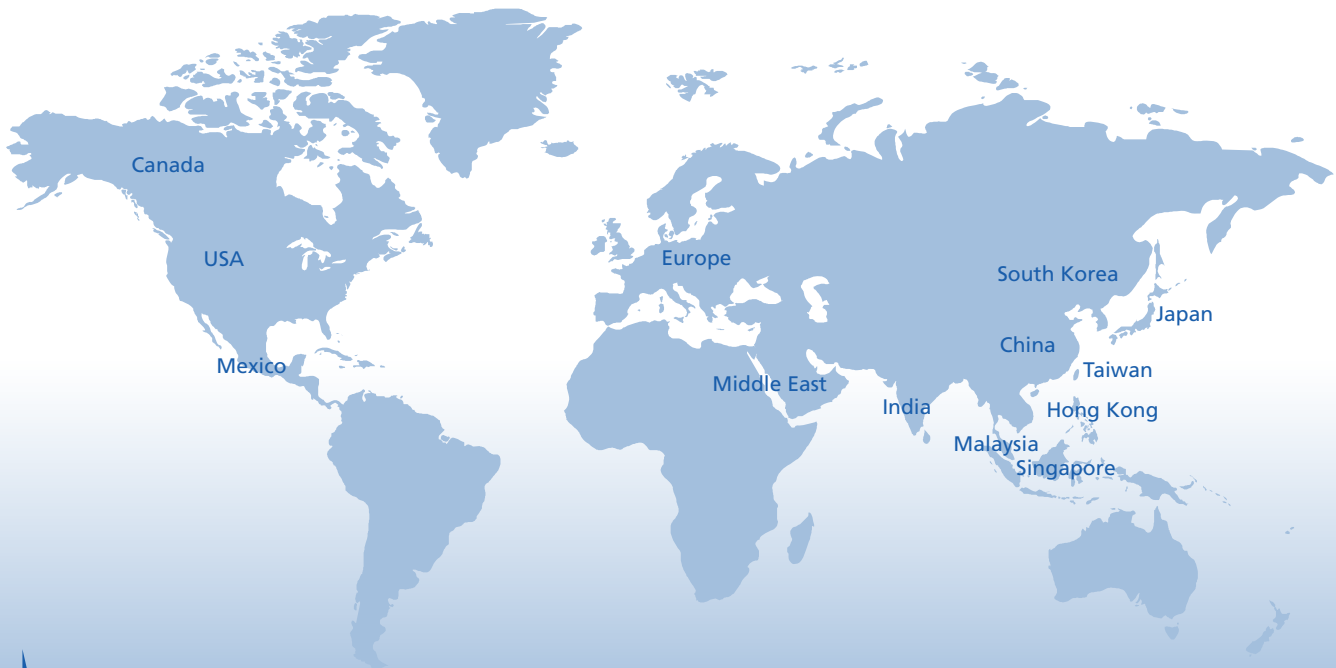 Canada
USA
Europe
South Korea
Japan
China
Mexico
Taiwan
Middle East
India
Hong Kong
Malaysia
Singapore